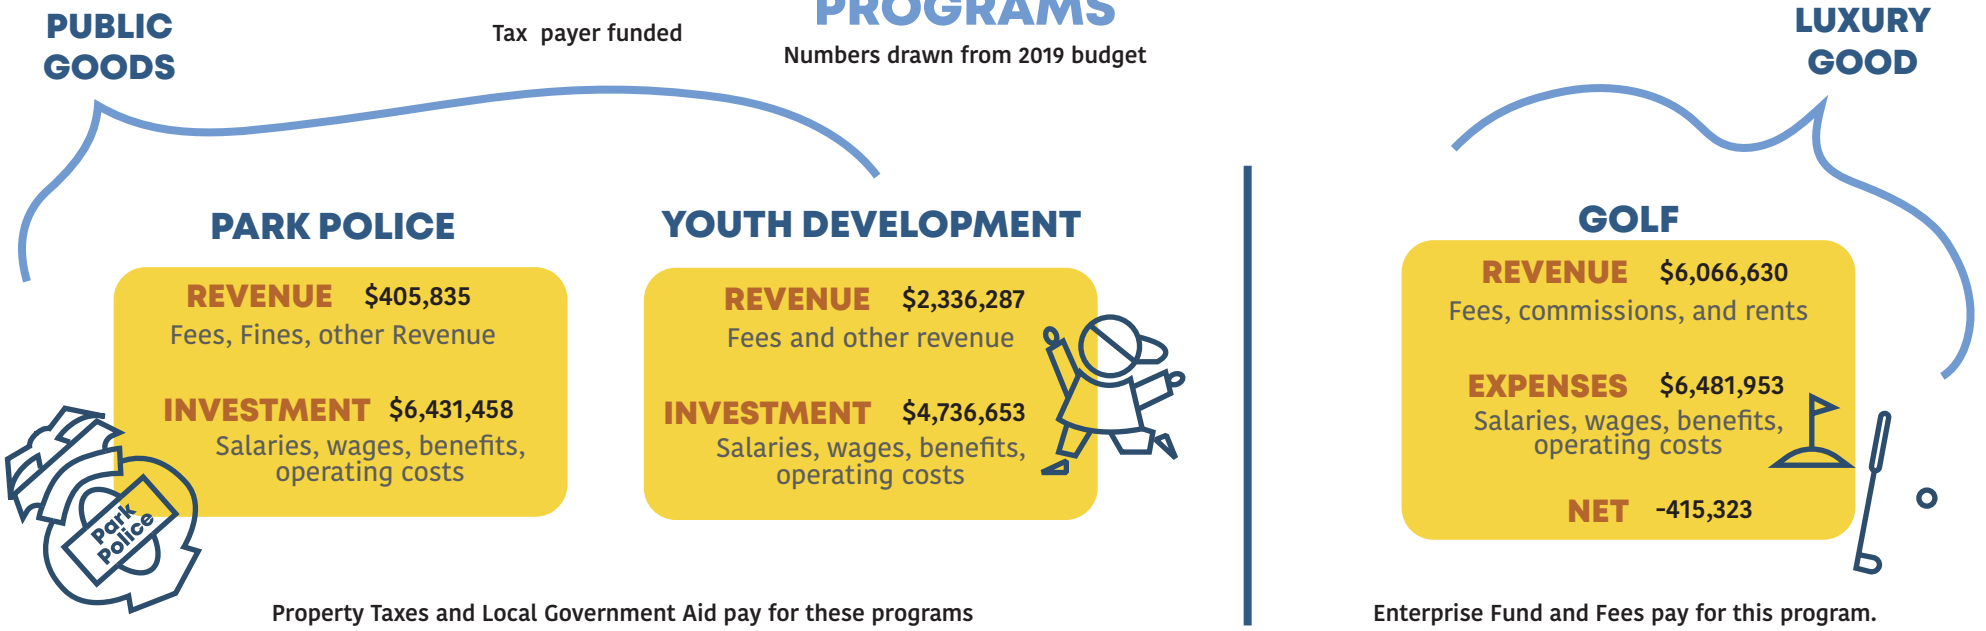 PROGRAMS
Numbers drawn from 2019 budget
PUBLIC
GOODS
Tax payer funded
LUXURY
GOOD
PARK POLICE
REVENUE $405,835
Fees, Fines, other Revenue
INVESTMENT $6,431,458
Salaries, wages, benefits,
operating costs
Park
Police
YOUTH DEVELOPMENT
REVENUE $2,336,287
Fees and other revenue
INVESTMENT $4,736,653
Salaries, wages, benefits,
operating costs
Property Taxes and Local Government Aid pay for these programs
GOLF
REVENUE $6,066,630
Fees, commissions, and rents
EXPENSES $6,481,953
Salaries, wages, benefits,
operating costs
NET -415,323
Enterprise Fund and Fees pay for this program.